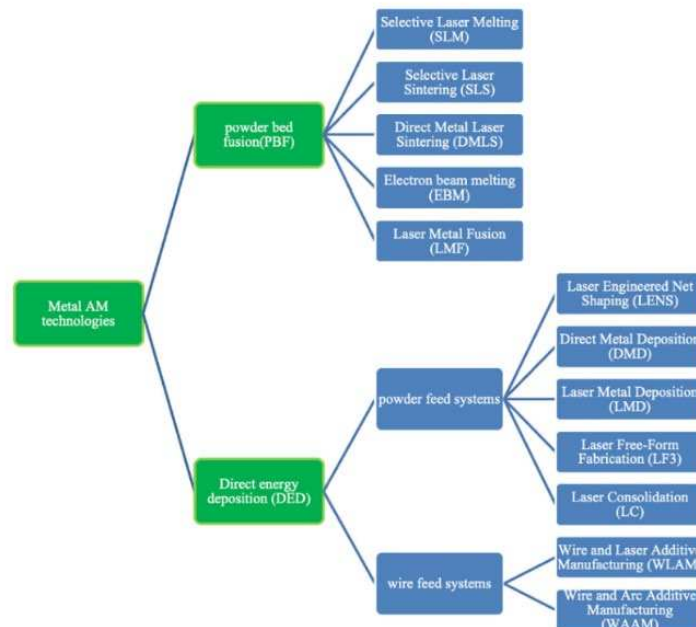 Selective Laser Melting
(SLM)
Selective Laser
Sintering (SLS)
powder bed
fusion(PBF)
Direct Metal Laser
Sintering (DMLS)
Electron beam melting
(EBM)
Laser Metal Fusion
(LMF)
Metal AM
technologies
Laser Engineered Net
Shaping (LENS)
Direct Metal Deposition
(DMD)
powder feed systems
Laser Metal Deposition
(LMD)
Laser Free-Form
Fabrication (LF3)
Direct energy
deposition (DED)
Laser Consolidation
(LC)
wire feed systems
Wire and Laser Additive
Manufacturing (WLAM)
Wire and Arc Additive
Manufacturing
(WAAM)